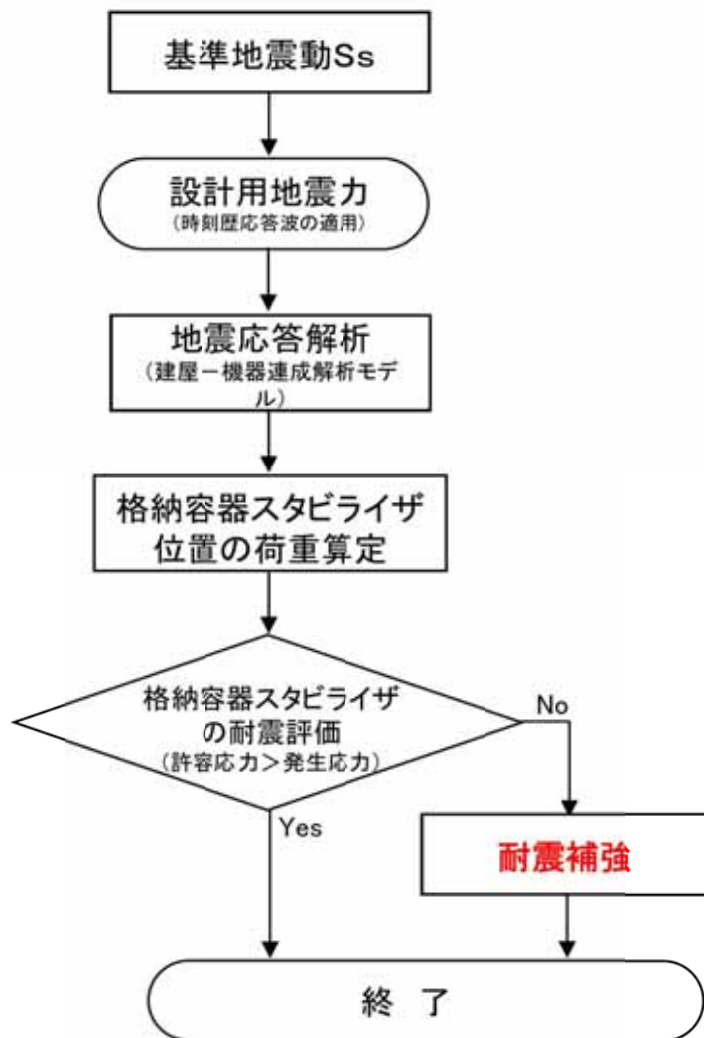 基準地震動Ss
設計用地震力
(時刻歴応答波の適用)
地震応答解析
(建屋－機器連成解析モデ
ル)
格納容器スタビライザ
位置の荷重算定
格納容器スタビライザ
の耐震評価
(許容応力＞発生応力)
No
Yes
耐震補強
終 了